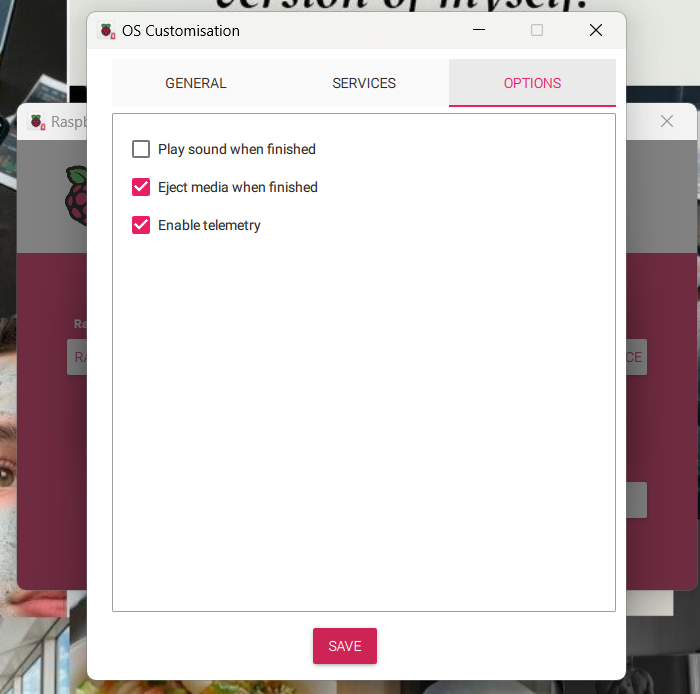 version of myself.
OS Customisation
GENERAL
SERVICES
OPTIONS
Raspb
Play sound when finished
Eject media when finished
Enable telemetry
Ra
RA
CE
SAVE